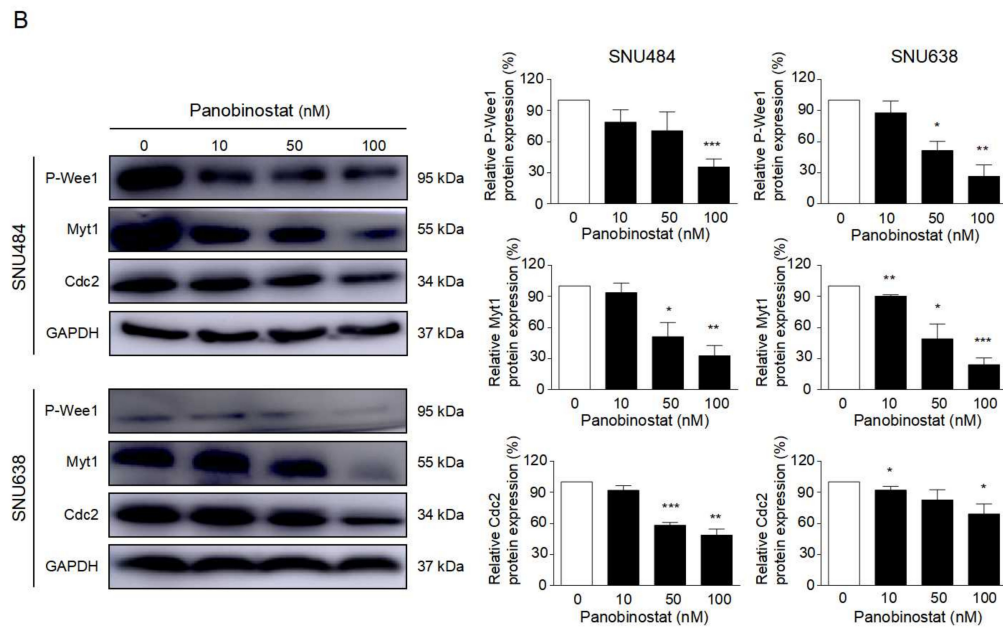 B
Panobinostat (nM)
0 10 50 100
SNU484
P-Wee1 95 kDa
Myt1 55 kDa
Cdc2 34 kDa
GAPDH 37 kDa
SNU638
P-Wee1 95 kDa
Myt1 55 kDa
Cdc2 34 kDa
GAPDH 37 kDa
SNU484
Relative P-Wee1
protein expression (%)
120
90
60
30
0
***
0 10 50 100
Panobinostat (nM)
SNU638
Relative P-Wee1
protein expression (%)
120
90
60
30
0
* **
0 10 50 100
Panobinostat (nM)
Relative Myt1
protein expression (%)
120
90
60
30
0
* **
0 10 50 100
Panobinostat (nM)
Relative Myt1
protein expression (%)
120
90
60
30
0
** * ***
0 10 50 100
Panobinostat (nM)
Relative Cdc2
protein expression (%)
120
90
60
30
0
*** **
0 10 50 100
Panobinostat (nM)
Relative Cdc2
protein expression (%)
120
90
60
30
0
* *
0 10 50 100
Panobinostat (nM)